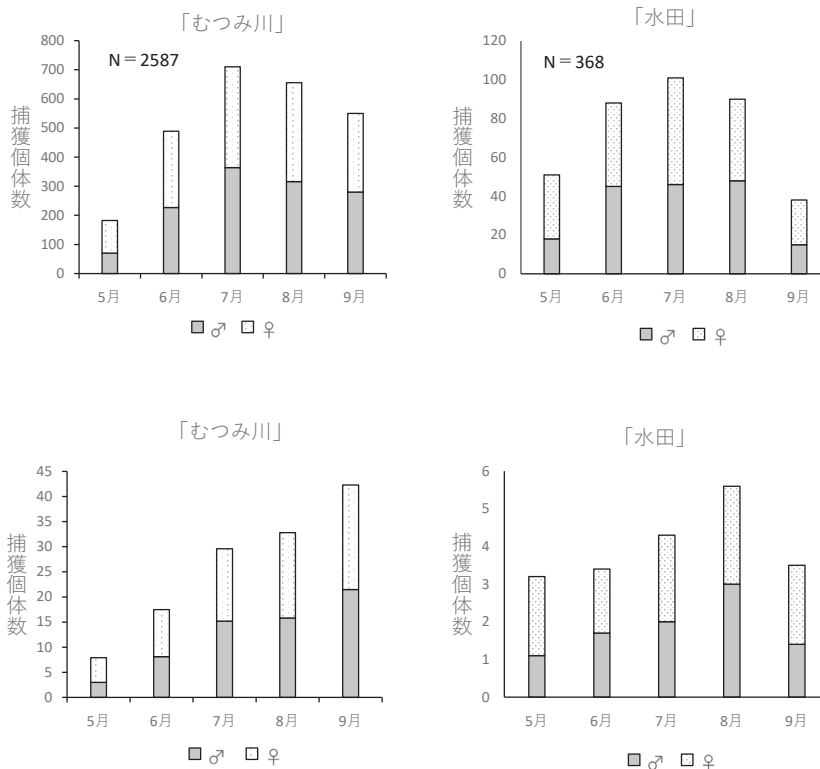 「むつみ川」
捕獲個体数
N＝2587
800
700
600
500
400
300
200
100
0
5月 6月 7月 8月 9月
♂ ♀
「水田」
捕獲個体数
N＝368
120
100
80
60
40
20
0
5月 6月 7月 8月 9月
♂ ♀
「むつみ川」
捕獲個体数
45
40
35
30
25
20
15
10
5
0
5月 6月 7月 8月 9月
♂ ♀
「水田」
捕獲個体数
6
5
4
3
2
1
0
5月 6月 7月 8月 9月
♂ ♀